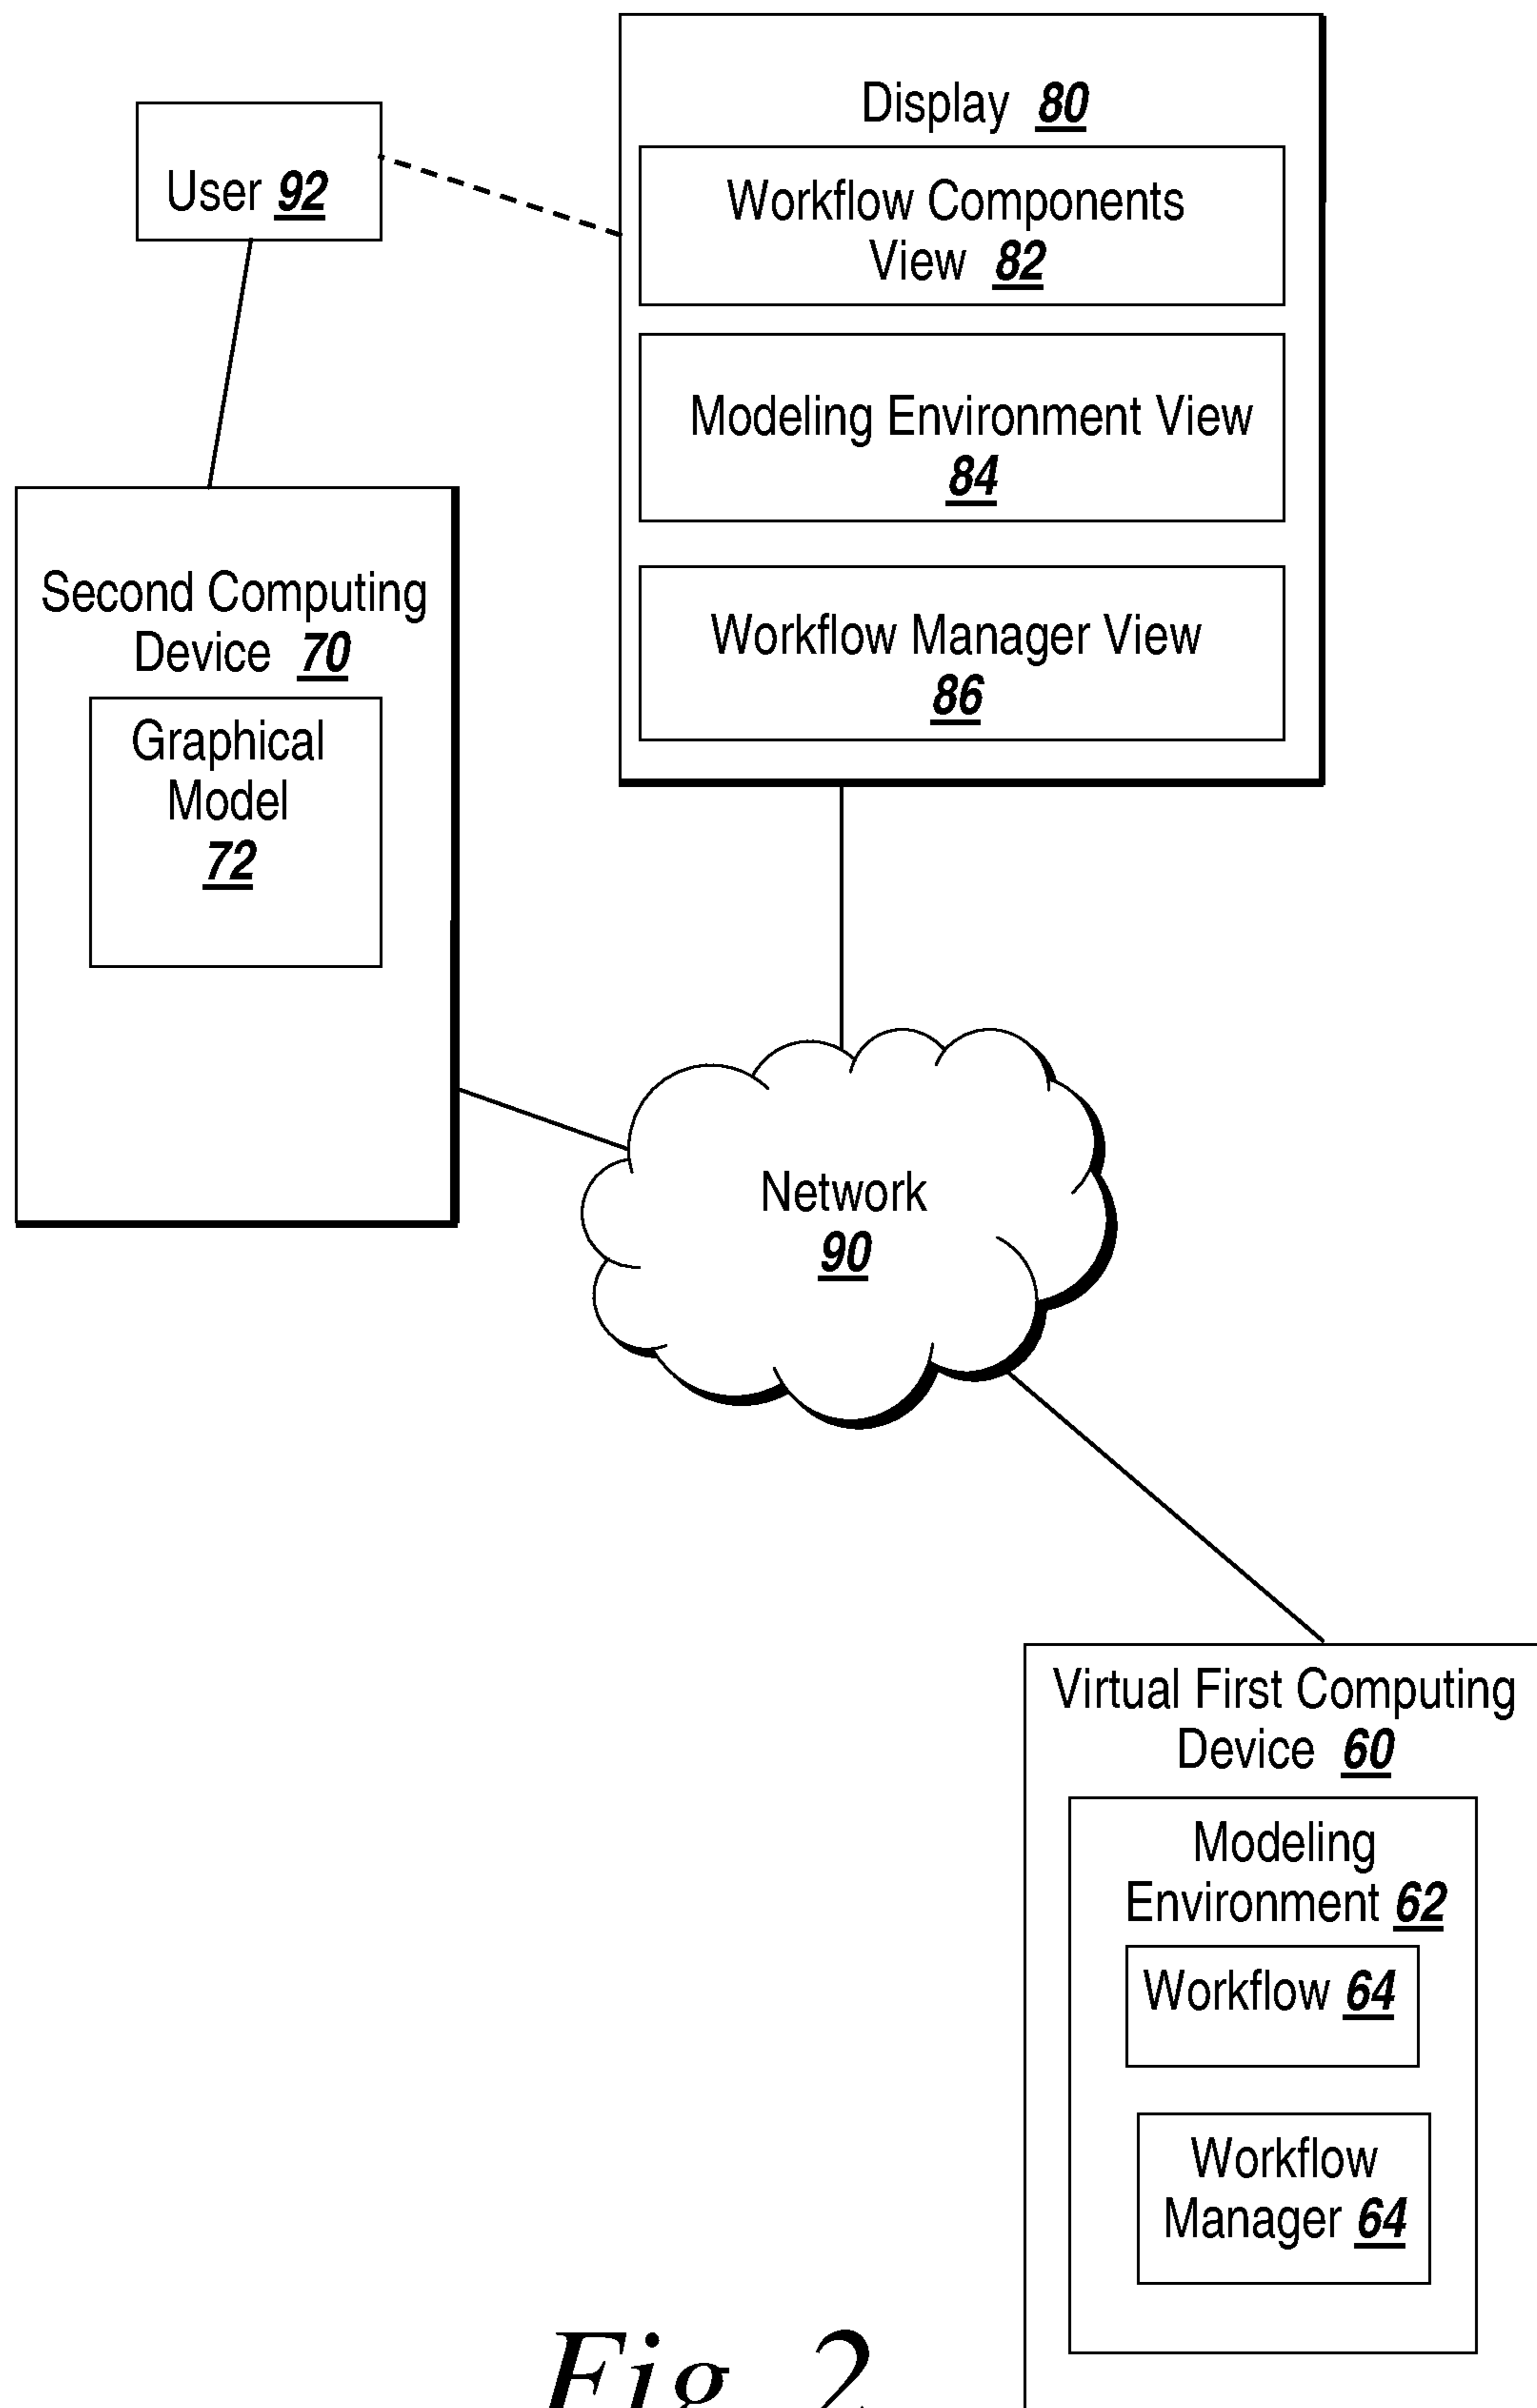 Display 80
User 92
Workflow Components
View 82
Modeling Environment View
84
Second Computing
Device 70
Workflow Manager View
86
Graphical
Model
72
Network
90
Virtual First Computing
Device 60
Modeling
Environment 62
Workflow 64
Workflow
Manager 64
Fig. 2